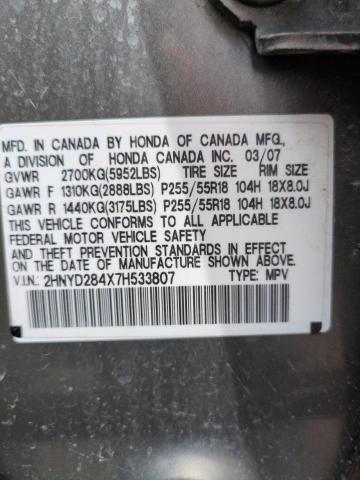 MFD. IN CANADA BY HONDA OF CANADA MFG.,
A DIVISION OF HONDA CANADA INC. 03/07
GVWR 2700KG(5952LBS) TIRE SIZE RIM SIZE
GAWR F 1310KG(2888LBS) P255/55R18 104H 18X8.0J
GAWR R 1440KG(3175LBS) P255/55R18 104H 18X8.0J
THIS VEHICLE CONFORMS TO ALL APPLICABLE
FEDERAL MOTOR VEHICLE SAFETY
AND THEFT PREVENTION STANDARDS IN EFFECT
ON THE DATE OF MANUFACTURE SHOWN ABOVE.
V.I.N.: 2HNYD284X7H533807 TYPE: MPV